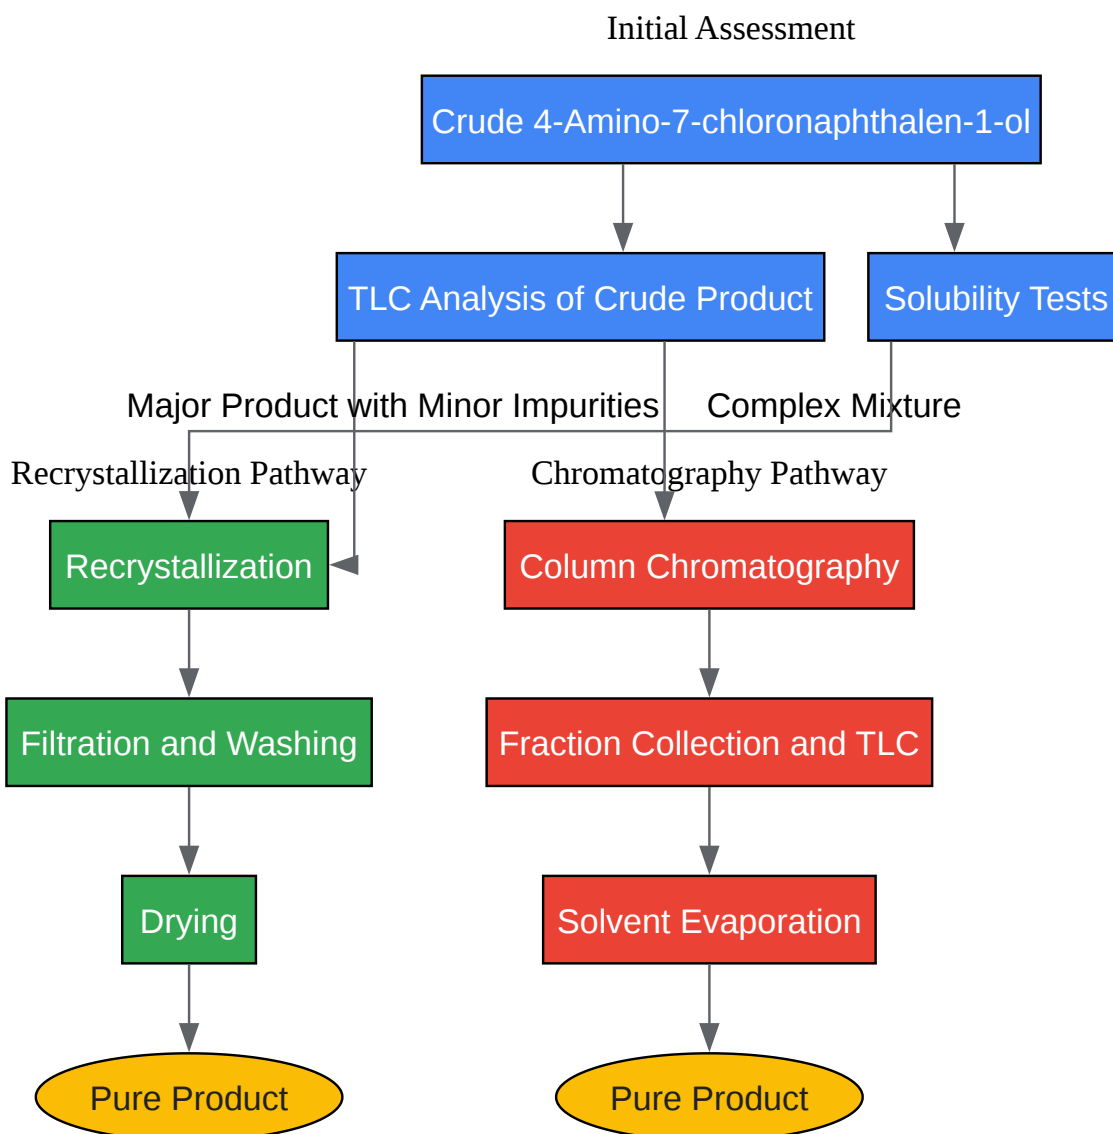 Initial Assessment
Crude 4-Amino-7-chloronaphthalen-1-ol
TLC Analysis of Crude Product
Solubility Tests
Major Product with Minor Impurities
Complex Mixture
Recrystallization Pathway
Chromatography Pathway
Recrystallization
Column Chromatography
Filtration and Washing
Fraction Collection and TLC
Drying
Solvent Evaporation
Pure Product
Pure Product